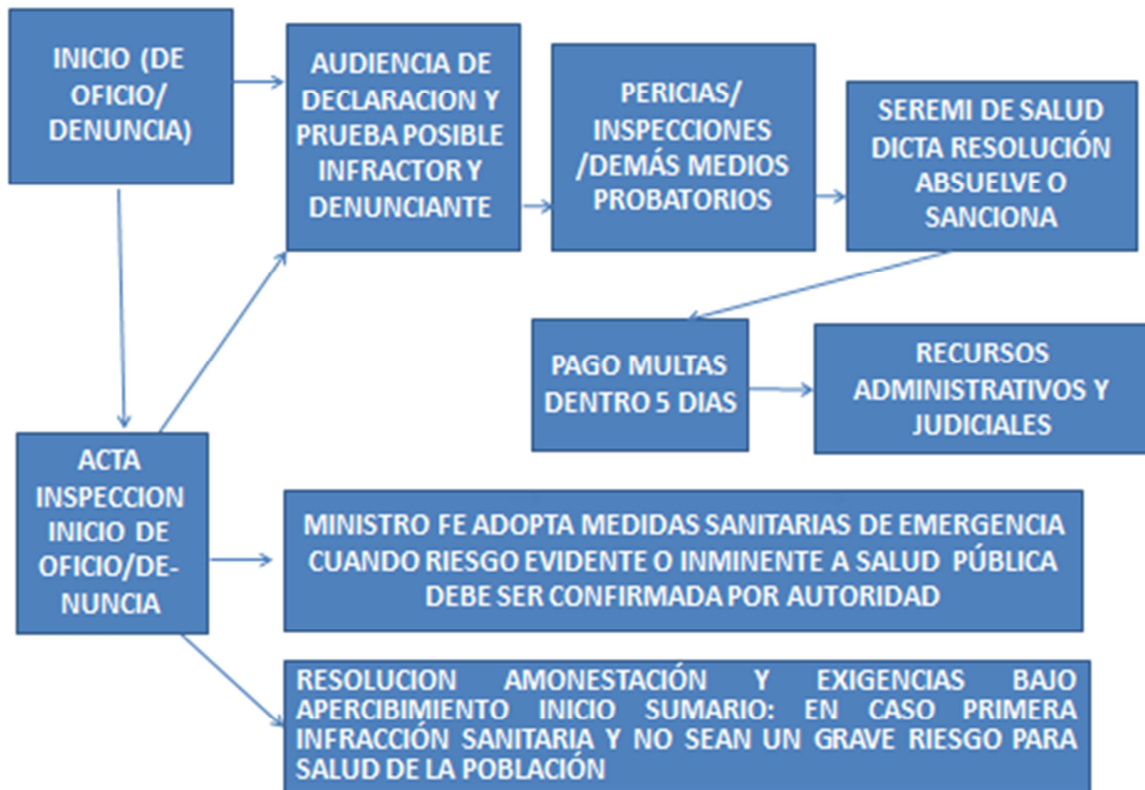 INICIO (DE
OFICIO/
DENUNCIA)
AUDIENCIA DE
DECLARACION Y
PRUEBA POSIBLE
INFRACTOR Y
DENUNCIANTE
PERICIAS/
INSPECCIONES
/DEMÁS MEDIOS
PROBATORIOS
SEREMI DE SALUD
DICTA RESOLUCIÓN
ABSUELVE O
SANCIONA
PAGO MULTAS
DENTRO 5 DIAS
RECURSOS
ADMINISTRATIVOS Y
JUDICIALES
ACTA
INSPECCION
INICIO DE
OFICIO/DE-
NUNCIA
MINISTRO FE ADOPTA MEDIDAS SANITARIAS DE EMERGENCIA
CUANDO RIESGO EVIDENTE O INMINENTE A SALUD PÚBLICA
DEBE SER CONFIRMADA POR AUTORIDAD
RESOLUCION AMONESTACIÓN Y EXIGENCIAS BAJO
APERCIBIMIENTO INICIO SUMARIO: EN CASO PRIMERA
INFRACCIÓN SANITARIA Y NO SEAN UN GRAVE RIESGO PARA
SALUD DE LA POBLACIÓN